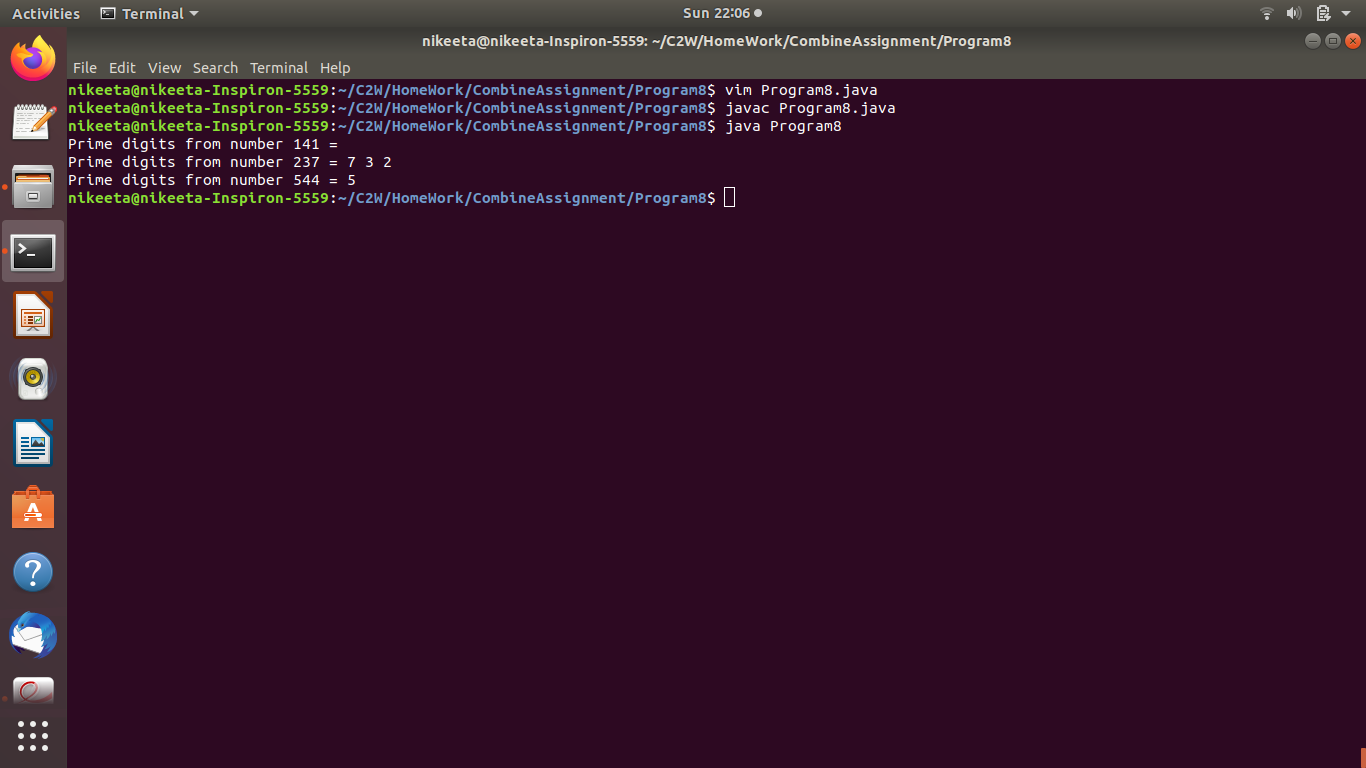 Activities Terminal Sun 22:06
nikeeta@nikeeta-Inspiron-5559: ~/C2W/HomeWork/CombineAssignment/Program8
File Edit View Search Terminal Help
nikeeta@nikeeta-Inspiron-5559:~/C2W/HomeWork/CombineAssignment/Program8$ vim Program8.java
nikeeta@nikeeta-Inspiron-5559:~/C2W/HomeWork/CombineAssignment/Program8$ javac Program8.java
nikeeta@nikeeta-Inspiron-5559:~/C2W/HomeWork/CombineAssignment/Program8$ java Program8
Prime digits from number 141 =
Prime digits from number 237 = 7 3 2
Prime digits from number 544 = 5
nikeeta@nikeeta-Inspiron-5559:~/C2W/HomeWork/CombineAssignment/Program8$